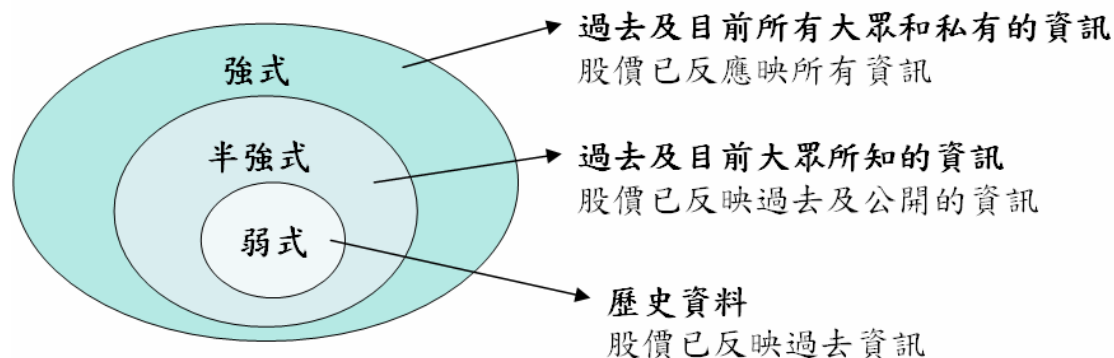 強式
半強式
弱式
過去及目前所有大眾和私有的資訊
股價已反應映所有資訊
過去及目前大眾所知的資訊
股價已反映過去及公開的資訊
歷史資料
股價已反映過去資訊